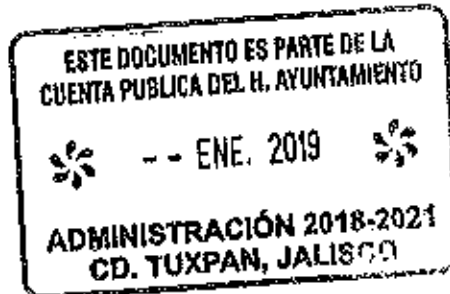 ESTE DOCUMENTO ES PARTE DE LA
CUENTA PUBLICA DEL H. AYUNTAMIENTO
-- ENE. 2019
ADMINISTRACIÓN 2018-2021
CD. TUXPAN, JALISCO